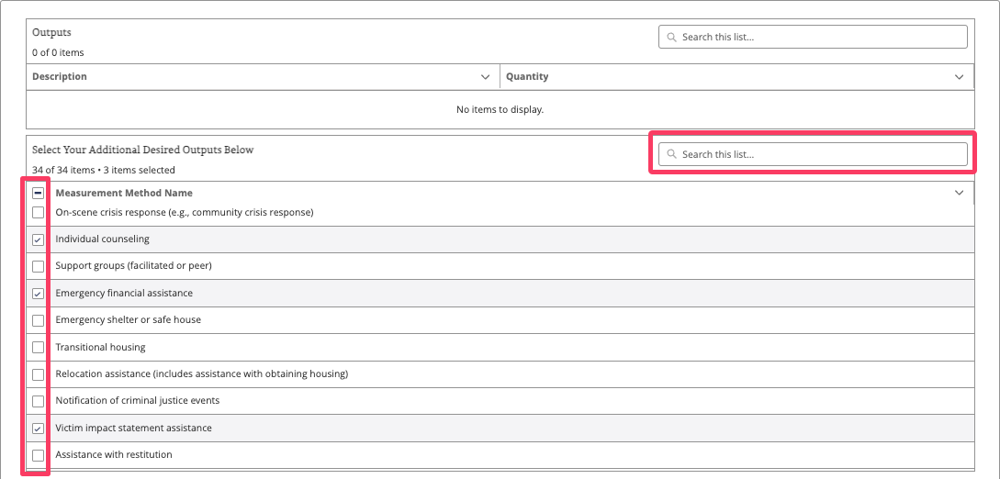 Outputs
Search this list...
0 of 0 items
Description
Quantity
No items to display.
Select Your Additional Desired Outputs Below
Search this list...
34 of 34 items • 3 items selected
Measurement Method Name
On-scene crisis response (e.g., community crisis response)
Individual counseling
Support groups (facilitated or peer)
Emergency financial assistance
Emergency shelter or safe house
Transitional housing
Relocation assistance (includes assistance with obtaining housing)
Notification of criminal justice events
Victim impact statement assistance
Assistance with restitution